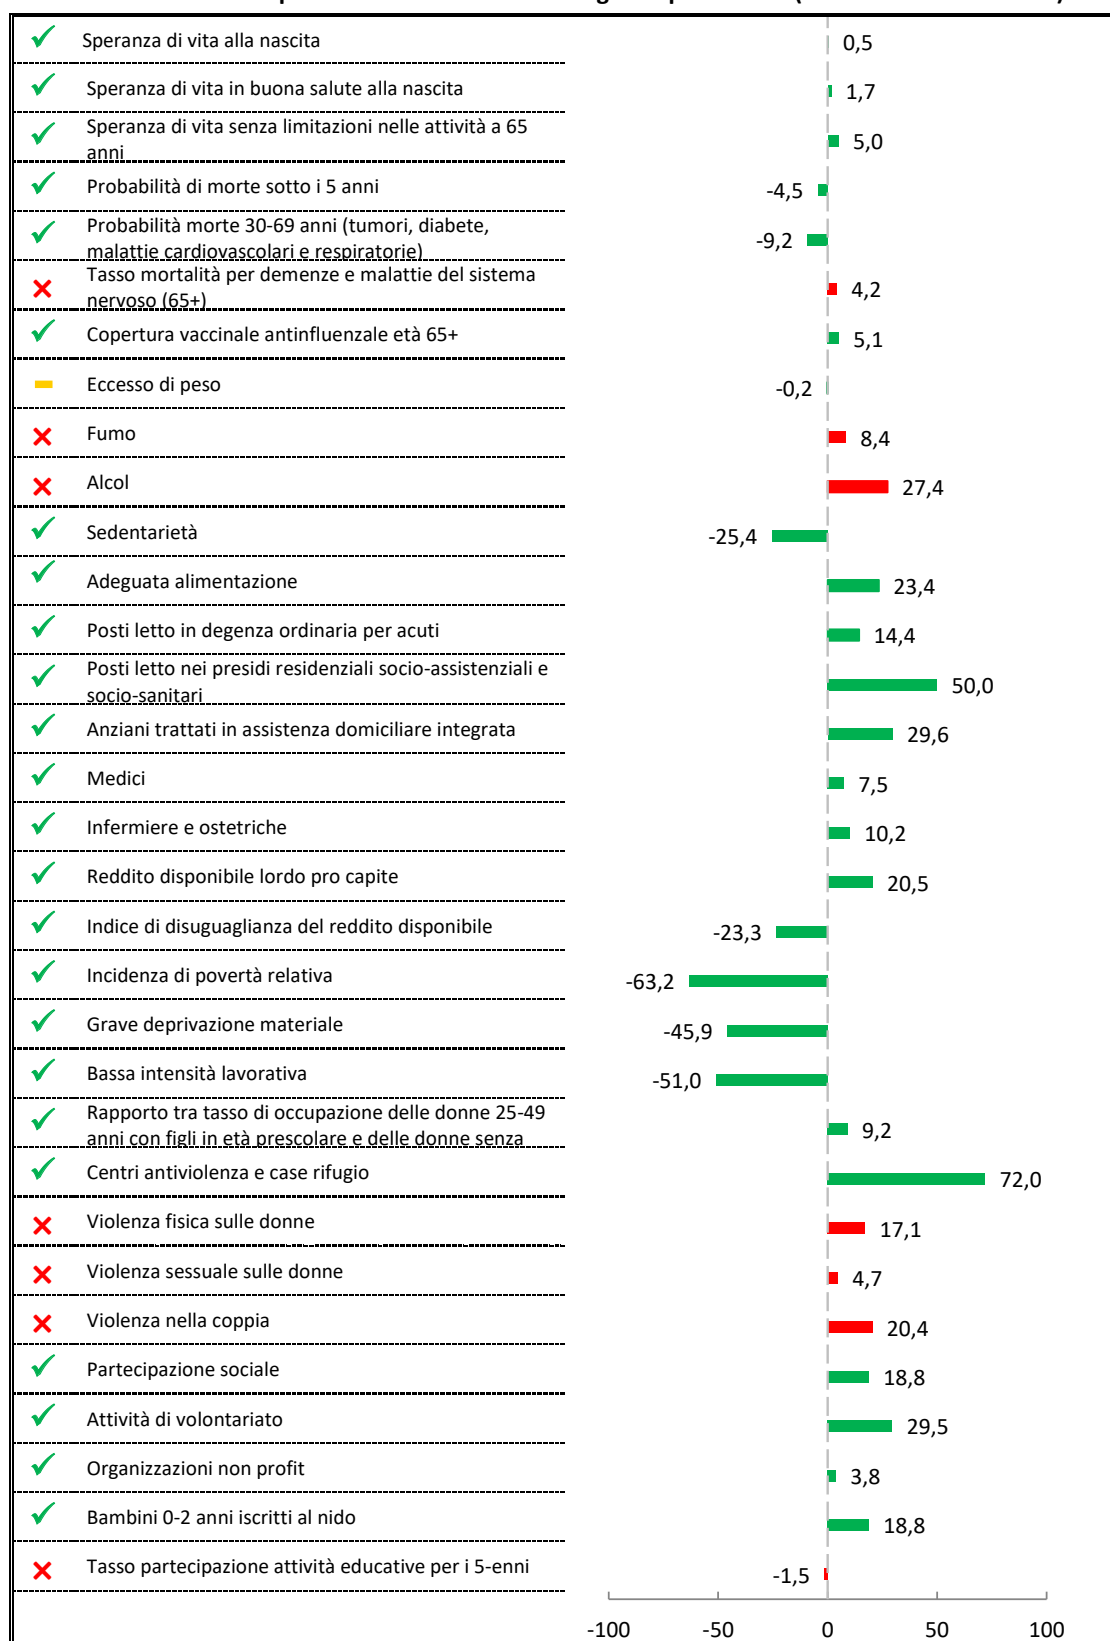 Speranza di vita alla nascita 0,5
Speranza di vita in buona salute alla nascita 1,7
Speranza di vita senza limitazioni nelle attività a 65
anni 5,0
Probabilità di morte sotto i 5 anni -4,5
Probabilità morte 30-69 anni (tumori, diabete,
malattie cardiovascolari e respiratorie) -9,2
Tasso mortalità per demenze e malattie del sistema
nervoso (65+) 4,2
Copertura vaccinale antinfluenzale età 65+ 5,1
Eccesso di peso -0,2
Fumo 8,4
Alcol 27,4
Sedentarietà -25,4
Adeguata alimentazione 23,4
Posti letto in degenza ordinaria per acuti 14,4
Posti letto nei presidi residenziali socio-assistenziali e
socio-sanitari 50,0
Anziani trattati in assistenza domiciliare integrata 29,6
Medici 7,5
Infermiere e ostetriche 10,2
Reddito disponibile lordo pro capite 20,5
Indice di disuguaglianza del reddito disponibile -23,3
Incidenza di povertà relativa -63,2
Grave deprivazione materiale -45,9
Bassa intensità lavorativa -51,0
Rapporto tra tasso di occupazione delle donne 25-49
anni con figli in età prescolare e delle donne senza 9,2
Centri antiviolenza e case rifugio 72,0
Violenza fisica sulle donne 17,1
Violenza sessuale sulle donne 4,7
Violenza nella coppia 20,4
Partecipazione sociale 18,8
Attività di volontariato 29,5
Organizzazioni non profit 3,8
Bambini 0-2 anni iscritti al nido 18,8
Tasso partecipazione attività educative per i 5-enni -1,5
-100 -50 0 50 100